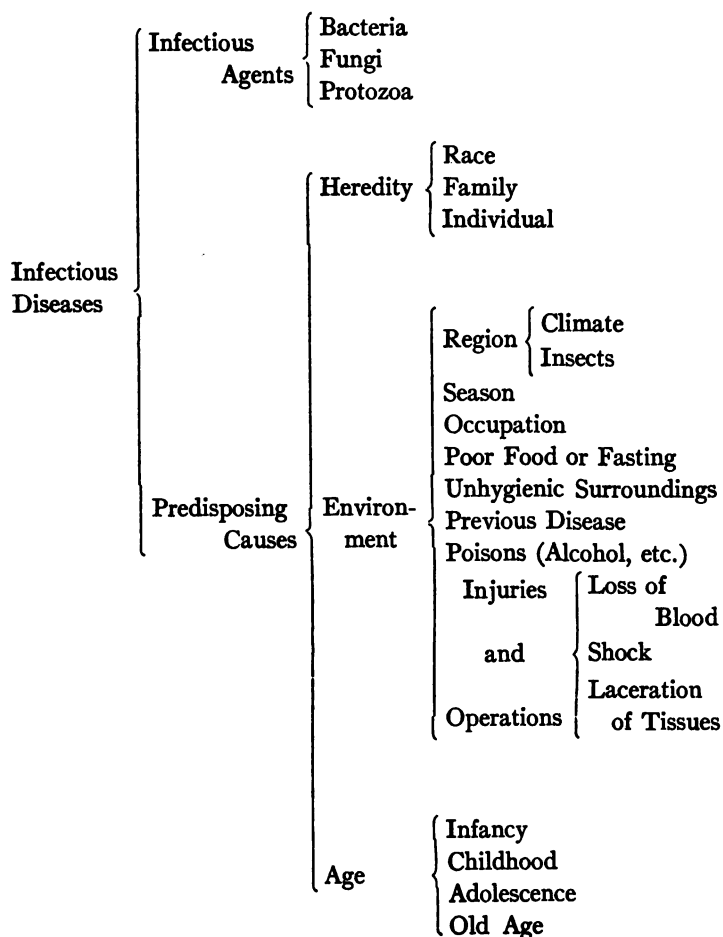 Infectious
Agents
Bacteria
Fungi
Protozoa
Infectious
Diseases
Predisposing
Causes
Heredity
Race
Family
Individual
Environ-
ment
Region
Climate
Insects
Season
Occupation
Poor Food or Fasting
Unhygienic Surroundings
Previous Disease
Poisons (Alcohol, etc.)
Injuries
and
Operations
Loss of
Blood
Shock
Laceration
of Tissues
Age
Infancy
Childhood
Adolescence
Old Age